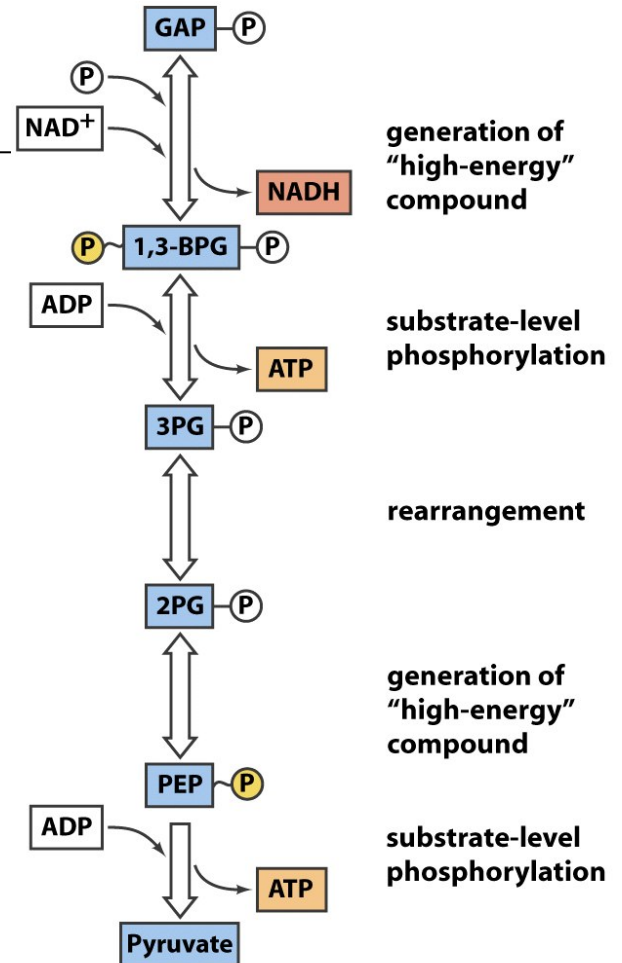 GAP P
P
NAD+
generation of
“high-energy”
compound
NADH
P 1,3-BPG P
ADP
substrate-level
phosphorylation
ATP
3PG P
rearrangement
2PG P
generation of
“high-energy”
compound
PEP P
ADP
substrate-level
phosphorylation
ATP
Pyruvate